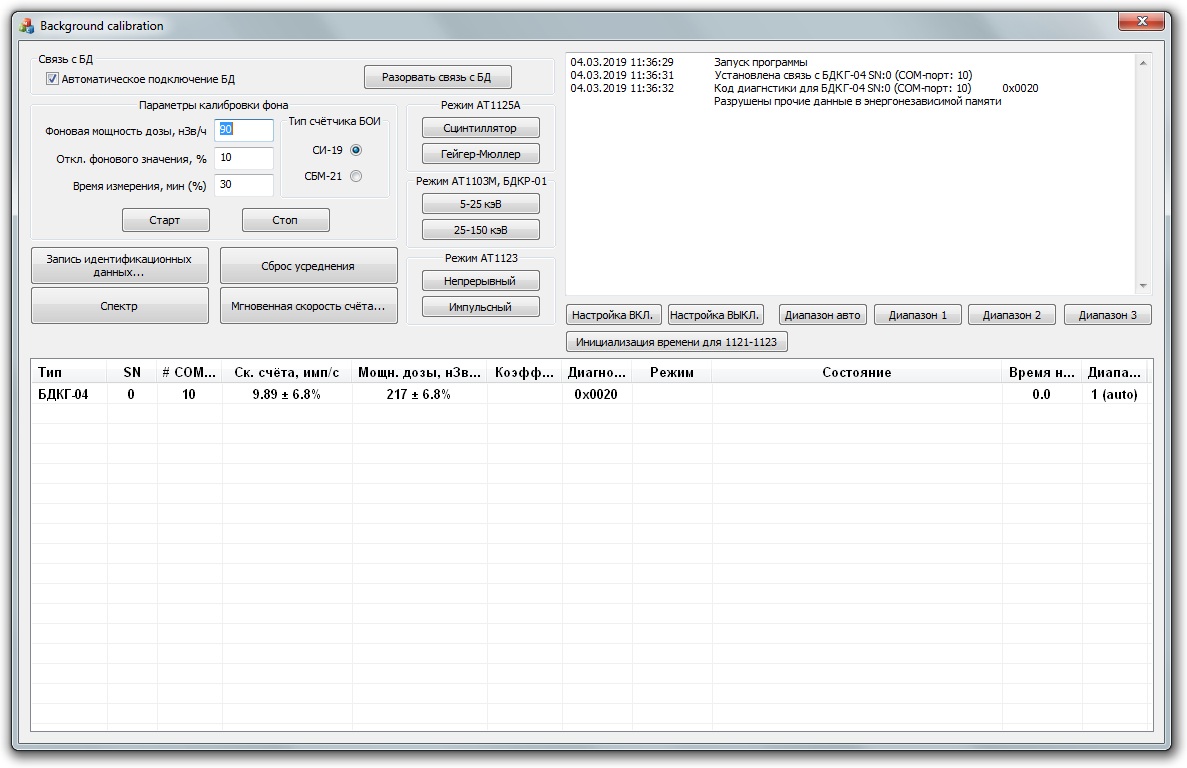 Background calibration
Связь с БД
Автоматическое подключение БД
Разорвать связь с БД
Параметры калибровки фона
Фоновая мощность дозы, нЗв/ч
90
Откл. фонового значения, %
10
Время измерения, мин (%)
30
Тип счётчика БОИ
СИ-19
СБМ-21
Старт
Стоп
Режим АТ1125А
Сцинтиллятор
Гейгер-Мюллер
Режим АТ1103М, БДКР-01
5-25 кэВ
25-150 кэВ
Режим АТ1123
Непрерывный
Импульсный
Запись идентификационных
данных...
Сброс усреднения
Спектр
Мгновенная скорость счёта...
04.03.2019 11:36:29 Запуск программы
04.03.2019 11:36:31 Установлена связь с БДКГ-04 SN:0 (COM-порт: 10)
04.03.2019 11:36:32 Код диагнстики для БДКГ-04 SN:0 (COM-порт: 10) 0x0020
Разрушены прочие данные в энергонезависимой памяти
Настройка ВКЛ.
Настройка ВЫКЛ.
Диапазон авто
Диапазон 1
Диапазон 2
Диапазон 3
Инициализация времени для 1121-1123
Тип SN # COM... Ск. счёта, имп/с Мощн. дозы, нЗв... Коэфф... Диагно... Режим Состояние Время н... Диапа...
БДКГ-04 0 10 9.89 ± 6.8% 217 ± 6.8% 0x0020 0.0 1 (auto)